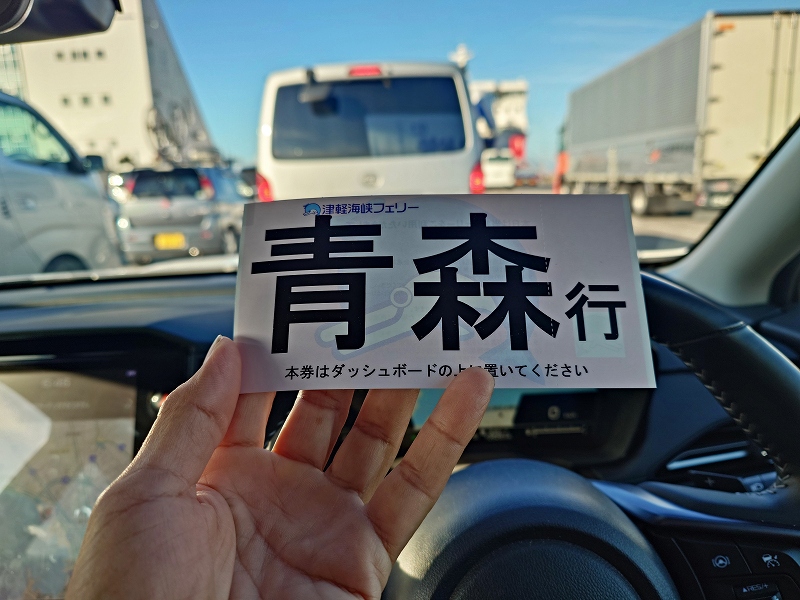 津軽海峡フェリー
青森行
本券はダッシュボードの上に置いてください
RES/+